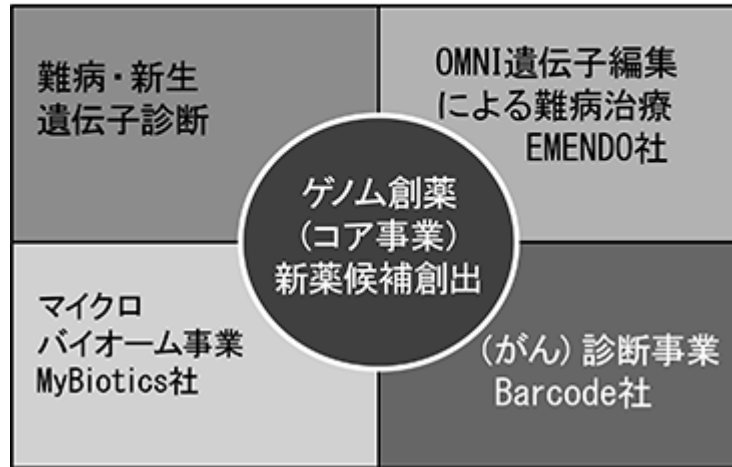 難病・新生
遺伝子診断
OMNI遺伝子編集
による難病治療
EMENDO社
ゲノム創薬
(コア事業)
新薬候補創出
マイクロ
バイオーム事業
MyBiotics社
(がん)診断事業
Barcode社